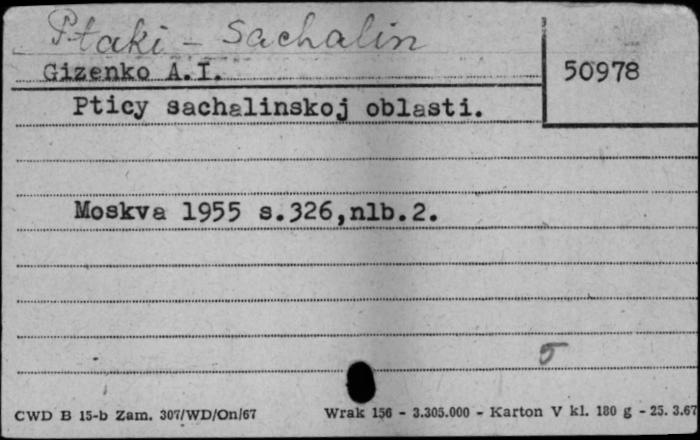 Ptaki - Sachalin
Gizenko A.I.
50978
Pticy sachalinskoj oblasti.
Moskva 1955 s.326,nlb.2.
5
CWD B 15-b Zam. 307/WD/On/67
Wrak 156 - 3.305.000 - Karton V kl. 180 g - 25. 3.67